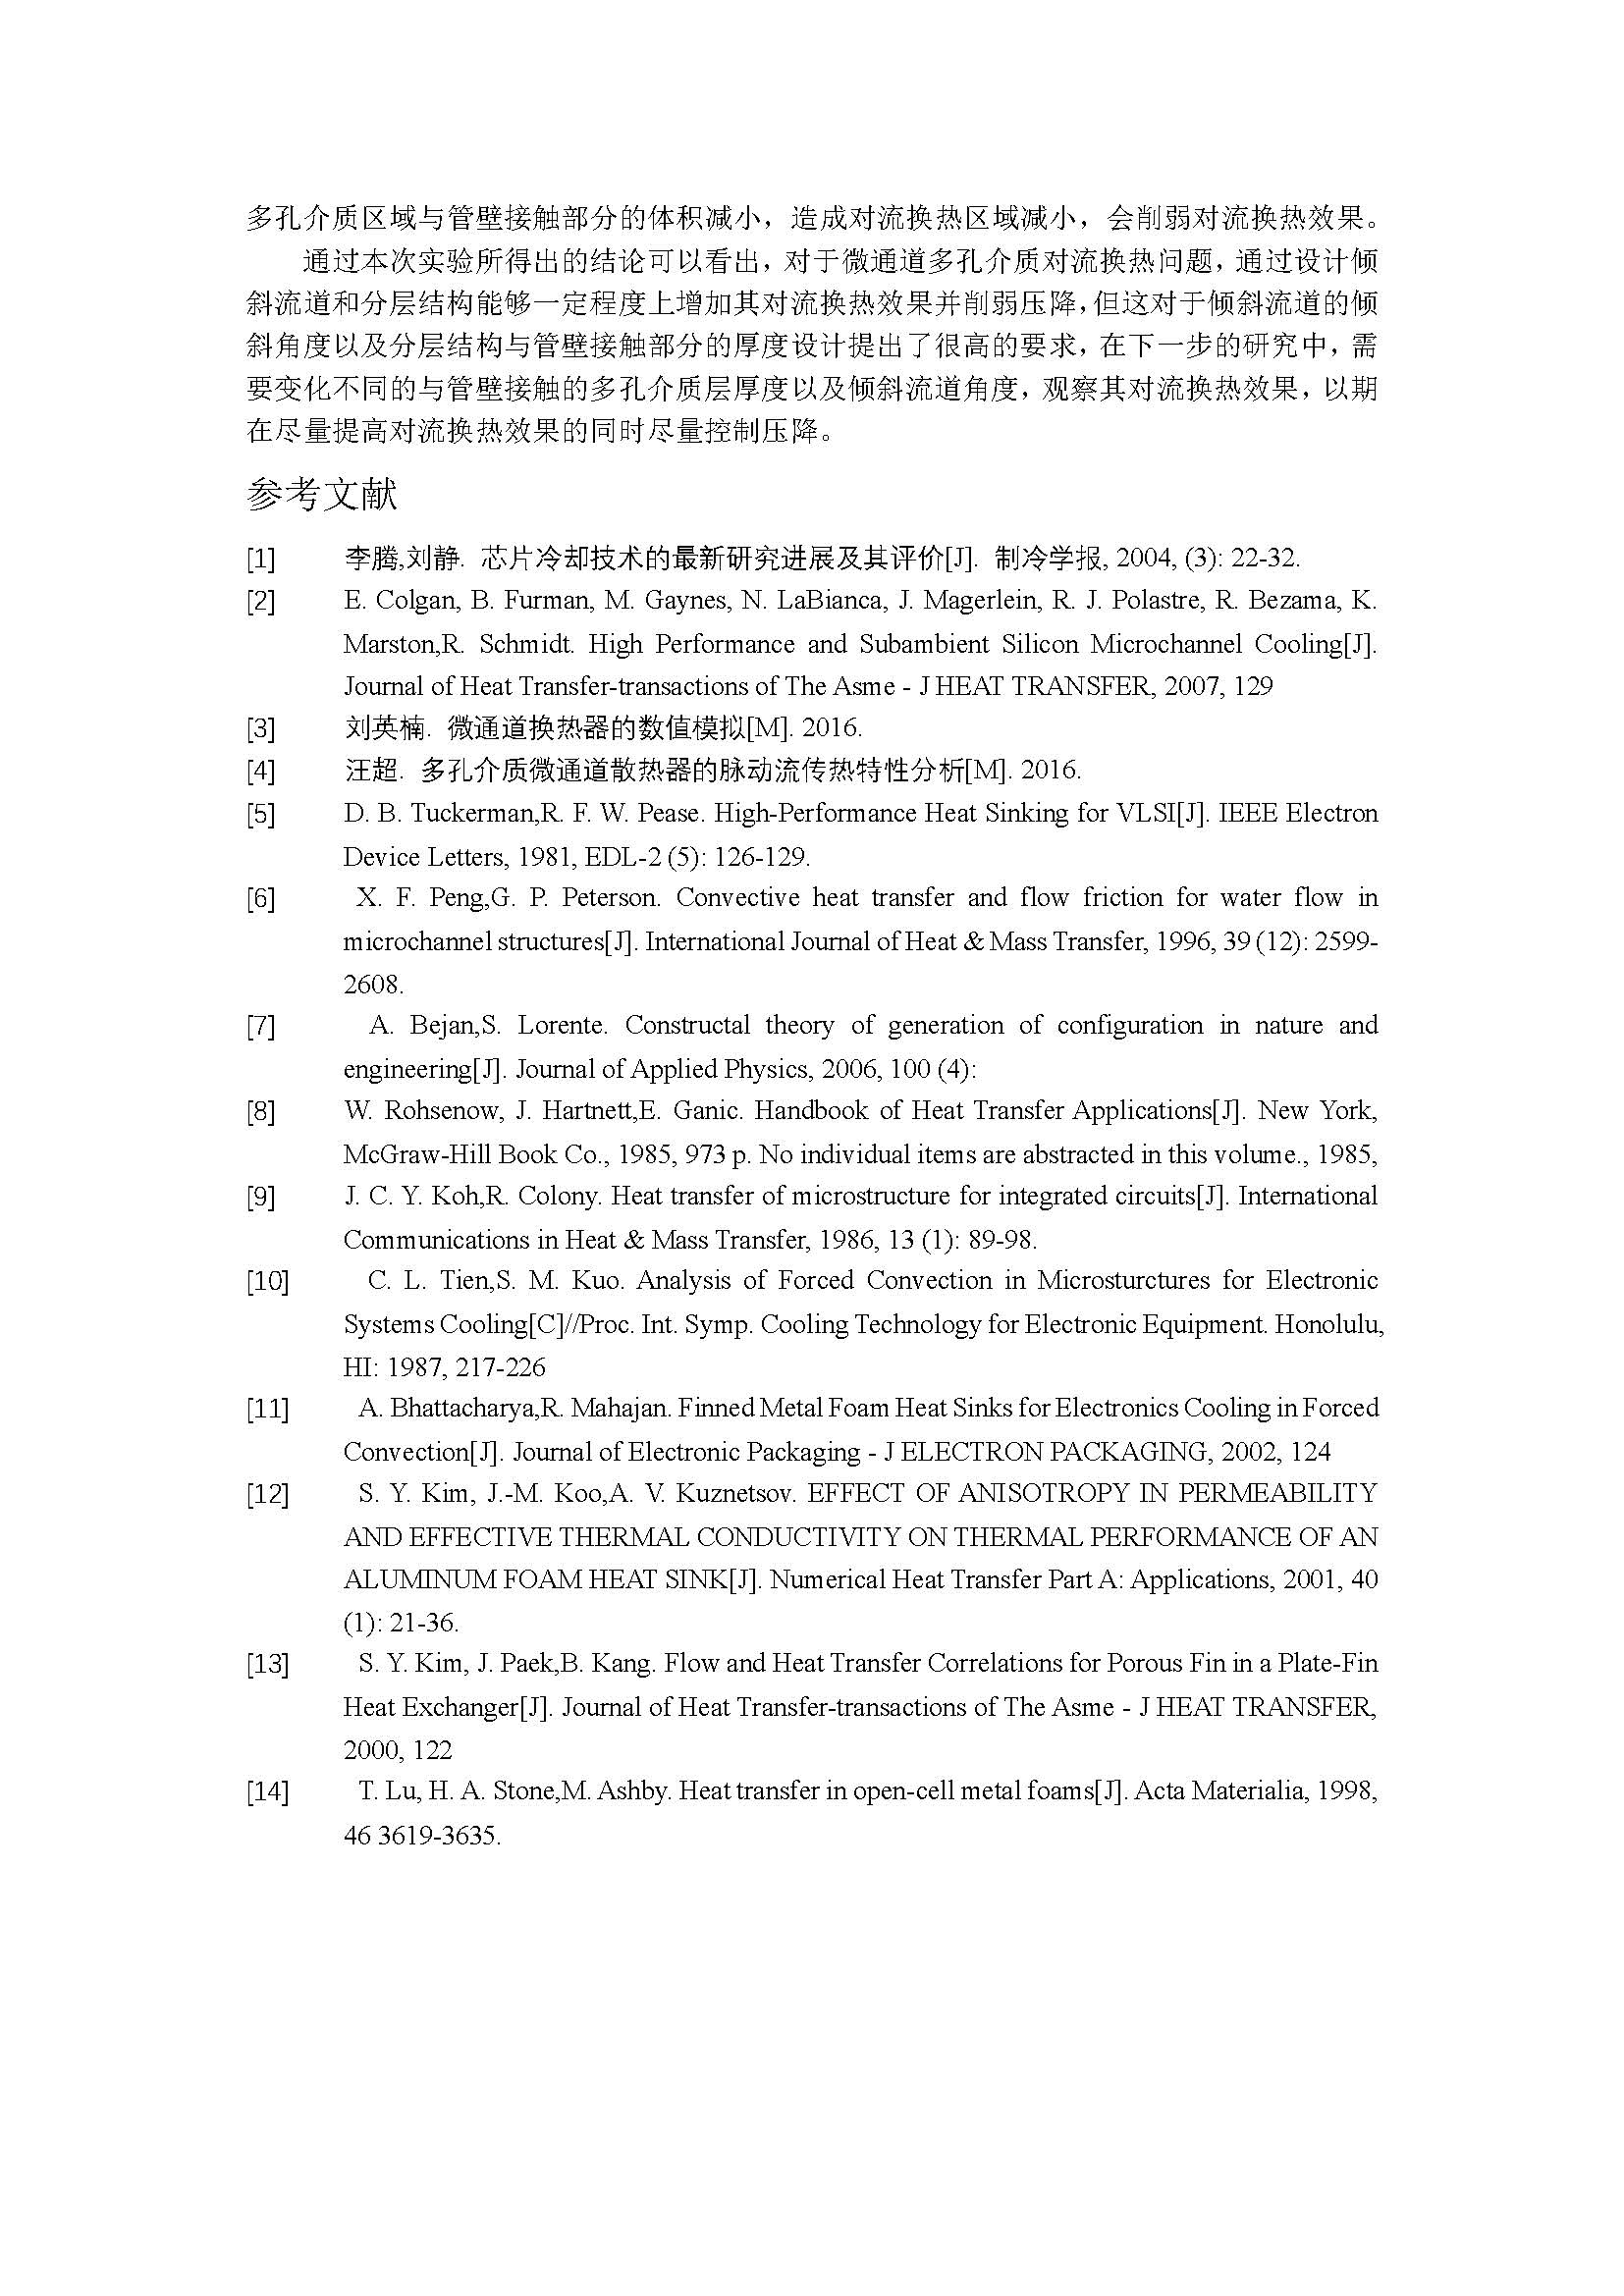 多孔介质区域与管壁接触部分的体积减小，造成对流换热区域减小，会削弱对流换热效果。
通过本次实验所得出的结论可以看出，对于微通道多孔介质对流换热问题，通过设计倾
斜流道和分层结构能够一定程度上增加其对流换热效果并削弱压降，但这对于倾斜流道的倾
斜角度以及分层结构与管壁接触部分的厚度设计提出了很高的要求，在下一步的研究中，需
要变化不同的与管壁接触的多孔介质层厚度以及倾斜流道角度，观察其对流换热效果，以期
在尽量提高对流换热效果的同时尽量控制压降。
参考文献
[1] 李腾,刘静. 芯片冷却技术的最新研究进展及其评价[J]. 制冷学报, 2004, (3): 22-32.
[2] E. Colgan, B. Furman, M. Gaynes, N. LaBianca, J. Magerlein, R. J. Polastre, R. Bezama, K.
Marston,R. Schmidt. High Performance and Subambient Silicon Microchannel Cooling[J].
Journal of Heat Transfer-transactions of The Asme - J HEAT TRANSFER, 2007, 129
[3] 刘英楠. 微通道换热器的数值模拟[M]. 2016.
[4] 汪超. 多孔介质微通道散热器的脉动流传热特性分析[M]. 2016.
[5] D. B. Tuckerman,R. F. W. Pease. High-Performance Heat Sinking for VLSI[J]. IEEE Electron
Device Letters, 1981, EDL-2 (5): 126-129.
[6] X. F. Peng,G. P. Peterson. Convective heat transfer and flow friction for water flow in
microchannel structures[J]. International Journal of Heat & Mass Transfer, 1996, 39 (12): 2599-
2608.
[7] A. Bejan,S. Lorente. Constructal theory of generation of configuration in nature and
engineering[J]. Journal of Applied Physics, 2006, 100 (4):
[8] W. Rohsenow, J. Hartnett,E. Ganic. Handbook of Heat Transfer Applications[J]. New York,
McGraw-Hill Book Co., 1985, 973 p. No individual items are abstracted in this volume., 1985,
[9] J. C. Y. Koh,R. Colony. Heat transfer of microstructure for integrated circuits[J]. International
Communications in Heat & Mass Transfer, 1986, 13 (1): 89-98.
[10] C. L. Tien,S. M. Kuo. Analysis of Forced Convection in Microsturctures for Electronic
Systems Cooling[C]//Proc. Int. Symp. Cooling Technology for Electronic Equipment. Honolulu,
HI: 1987, 217-226
[11] A. Bhattacharya,R. Mahajan. Finned Metal Foam Heat Sinks for Electronics Cooling in Forced
Convection[J]. Journal of Electronic Packaging - J ELECTRON PACKAGING, 2002, 124
[12] S. Y. Kim, J.-M. Koo,A. V. Kuznetsov. EFFECT OF ANISOTROPY IN PERMEABILITY
AND EFFECTIVE THERMAL CONDUCTIVITY ON THERMAL PERFORMANCE OF AN
ALUMINUM FOAM HEAT SINK[J]. Numerical Heat Transfer Part A: Applications, 2001, 40
(1): 21-36.
[13] S. Y. Kim, J. Paek,B. Kang. Flow and Heat Transfer Correlations for Porous Fin in a Plate-Fin
Heat Exchanger[J]. Journal of Heat Transfer-transactions of The Asme - J HEAT TRANSFER,
2000, 122
[14] T. Lu, H. A. Stone,M. Ashby. Heat transfer in open-cell metal foams[J]. Acta Materialia, 1998,
46 3619-3635.